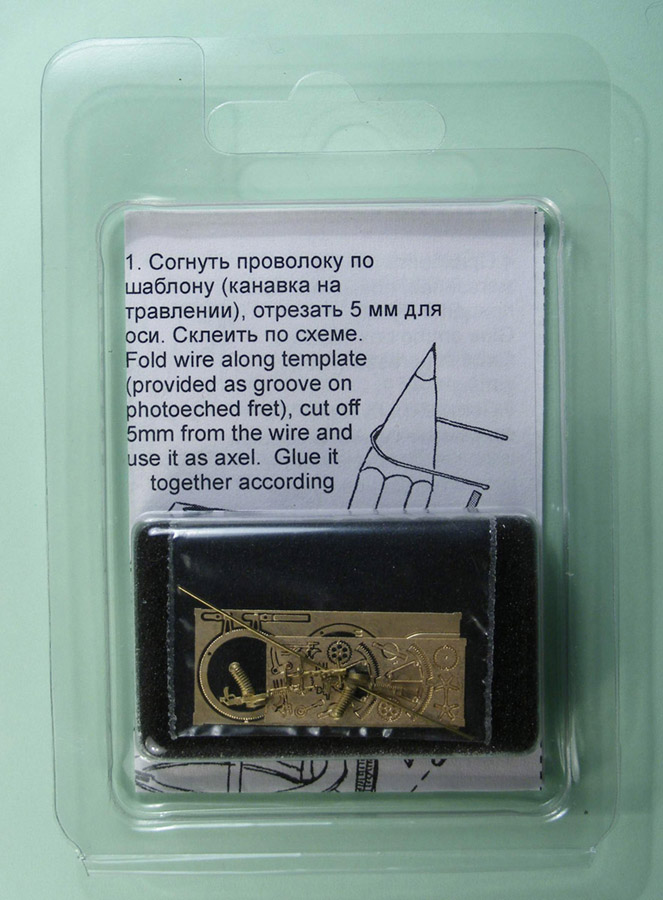 1. Согнуть проволоку по
шаблону (канавка на
травлении), отрезать 5 мм для
оси. Склеить по схеме.
Fold wire along template
(provided as groove on
photoeched fret), cut off
5mm from the wire and
use it as axel.  Glue it
together according